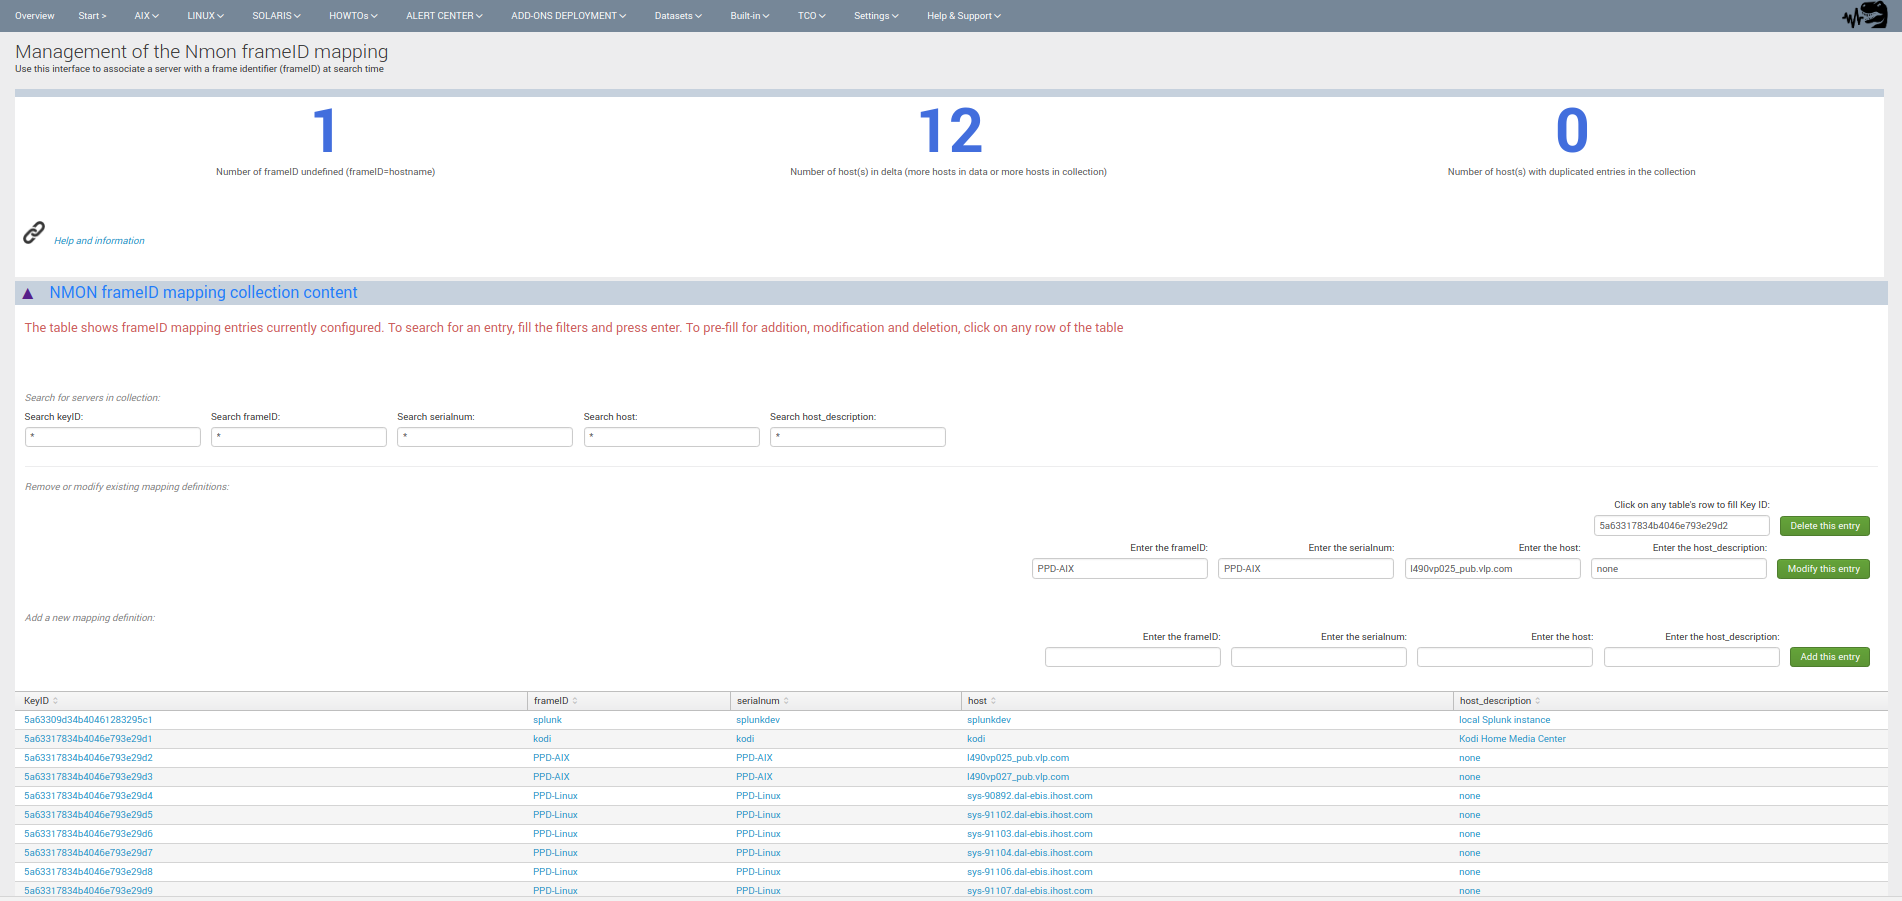 Overview Start > AIX LINUX SOLARIS HOWTOs ALERT CENTER ADD-ONS DEPLOYMENT Datasets Built-in TCO Settings Help & Support
Management of the Nmon frameID mapping
Use this interface to associate a server with a frame identifier (frameID) at search time
1 12 0
Number of frameID undefined (frameID=hostname) Number of host(s) in delta (more hosts in data or more hosts in collection) Number of host(s) with duplicated entries in the collection
Help and information
▲ NMON frameID mapping collection content
The table shows frameID mapping entries currently configured. To search for an entry, fill the filters and press enter. To pre-fill for addition, modification and deletion, click on any row of the table
Search for servers in collection:
Search keyID: Search frameID: Search serialnum: Search host: Search host_description:
* * * * *
Remove or modify existing mapping definitions:
Click on any table's row to fill Key ID:
5a63317834b4046e793e29d2 Delete this entry
Enter the frameID: Enter the serialnum: Enter the host: Enter the host_description:
PPD-AIX PPD-AIX l490vp025_pub.vlp.com none Modify this entry
Add a new mapping definition:
Enter the frameID: Enter the serialnum: Enter the host: Enter the host_description:
Add this entry
KeyID frameID serialnum host host_description
5a63309d34b40461283295c1 splunk splunkdev splunkdev local Splunk instance
5a63317834b4046e793e29d1 kodi kodi kodi Kodi Home Media Center
5a63317834b4046e793e29d2 PPD-AIX PPD-AIX l490vp025_pub.vlp.com none
5a63317834b4046e793e29d3 PPD-AIX PPD-AIX l490vp027_pub.vlp.com none
5a63317834b4046e793e29d4 PPD-Linux PPD-Linux sys-90892.dal-ebis.ihost.com none
5a63317834b4046e793e29d5 PPD-Linux PPD-Linux sys-91102.dal-ebis.ihost.com none
5a63317834b4046e793e29d6 PPD-Linux PPD-Linux sys-91103.dal-ebis.ihost.com none
5a63317834b4046e793e29d7 PPD-Linux PPD-Linux sys-91104.dal-ebis.ihost.com none
5a63317834b4046e793e29d8 PPD-Linux PPD-Linux sys-91106.dal-ebis.ihost.com none
5a63317834b4046e793e29d9 PPD-Linux PPD-Linux sys-91107.dal-ebis.ihost.com none